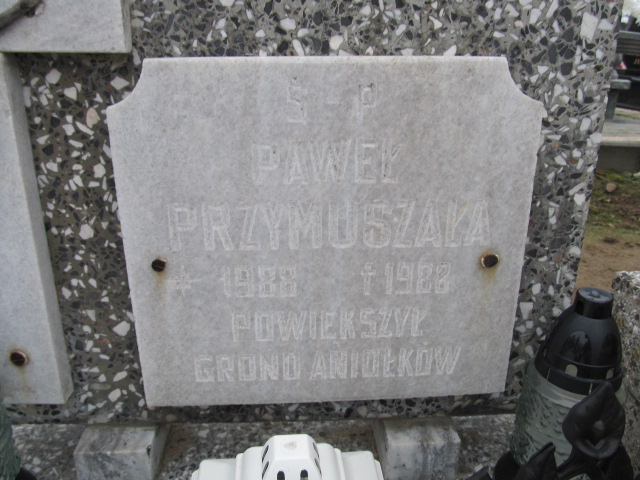 Ś - P
PAWEŁ
PRZYMUSZAŁA
* 1988 † 1988
POWIĘKSZYŁ
GRONO ANIOŁKÓW